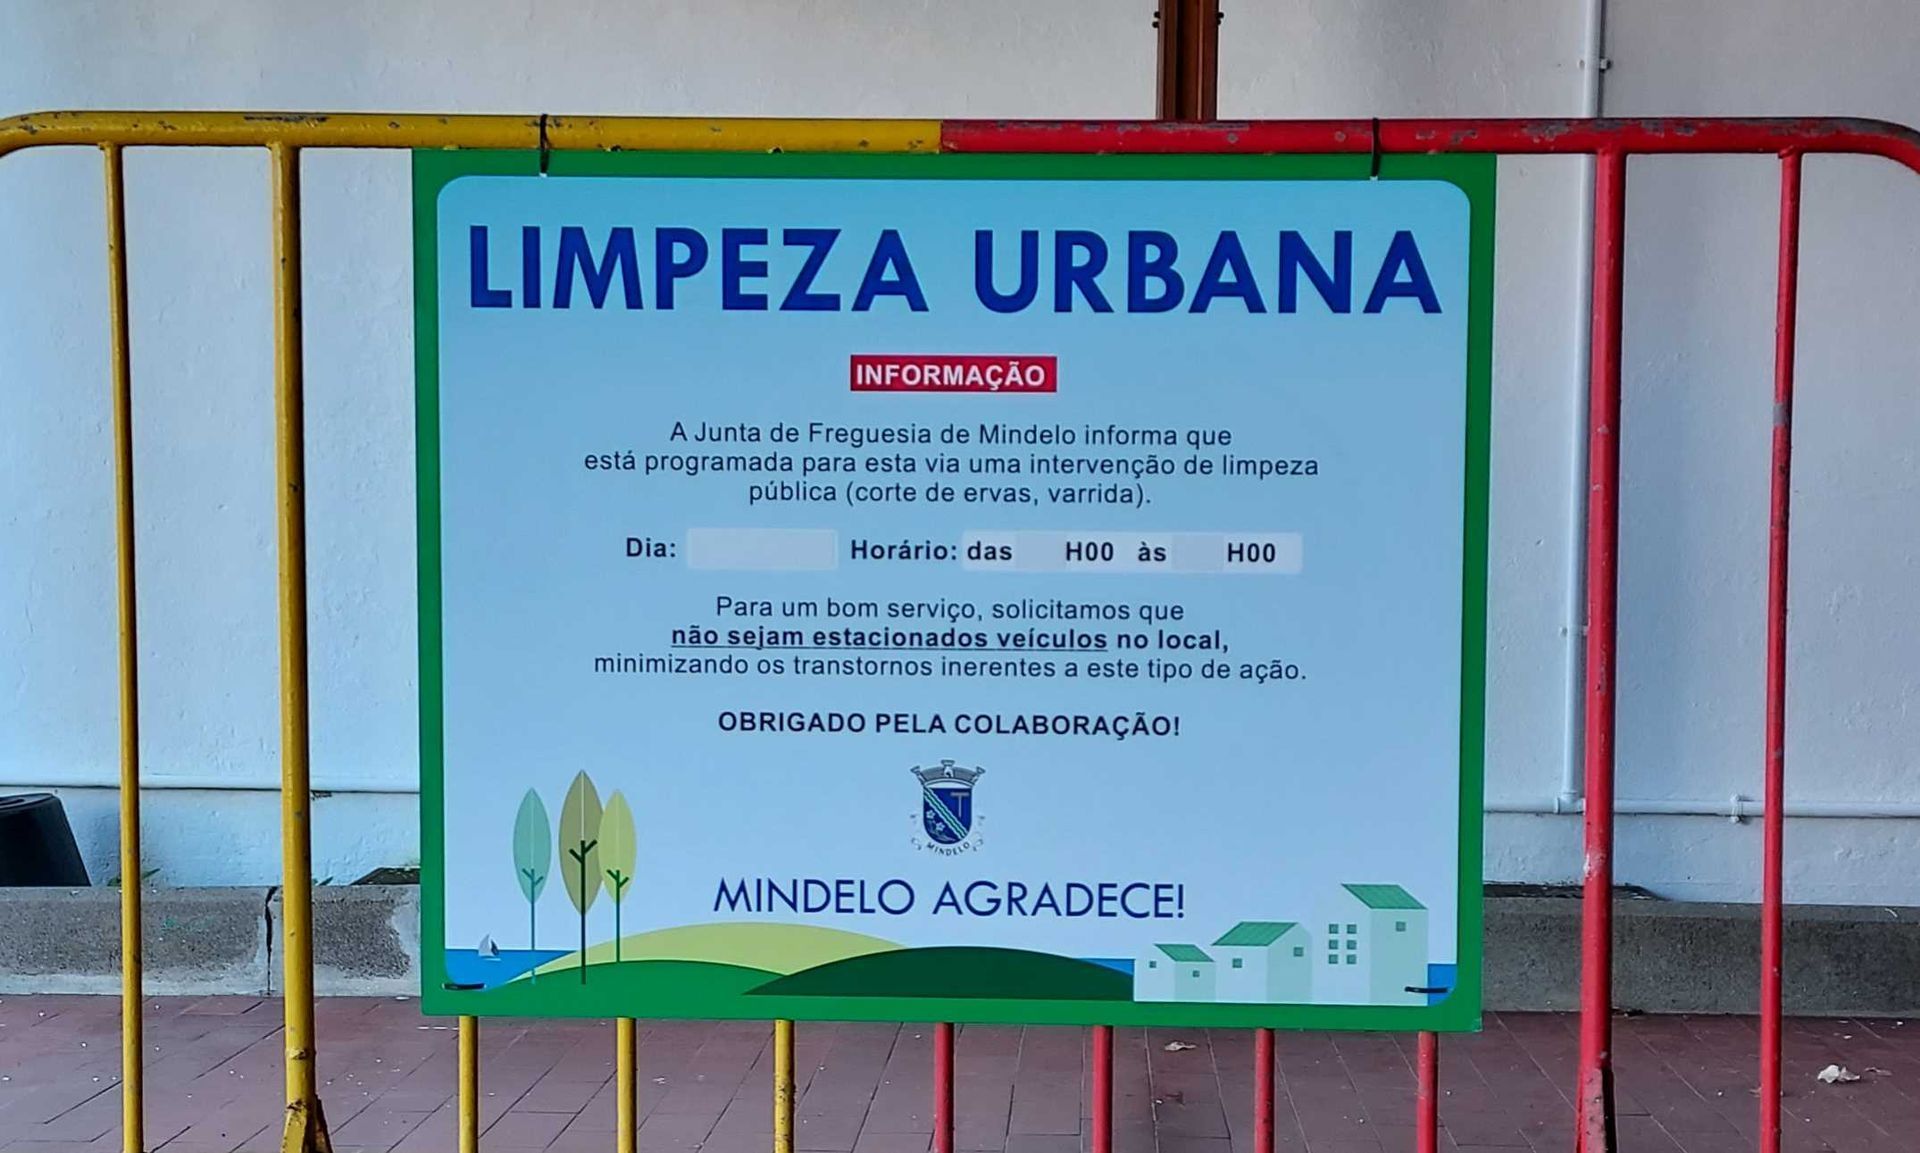 LIMPEZA URBANA
INFORMAÇÃO
A Junta de Freguesia de Mindelo informa que
está programada para esta via uma intervenção de limpeza
pública (corte de ervas, varrida).
Dia: Horário: das H00 às H00
Para um bom serviço, solicitamos que
não sejam estacionados veículos no local,
minimizando os transtornos inerentes a este tipo de ação.
OBRIGADO PELA COLABORAÇÃO!
MINDELO
MINDELO AGRADECE!